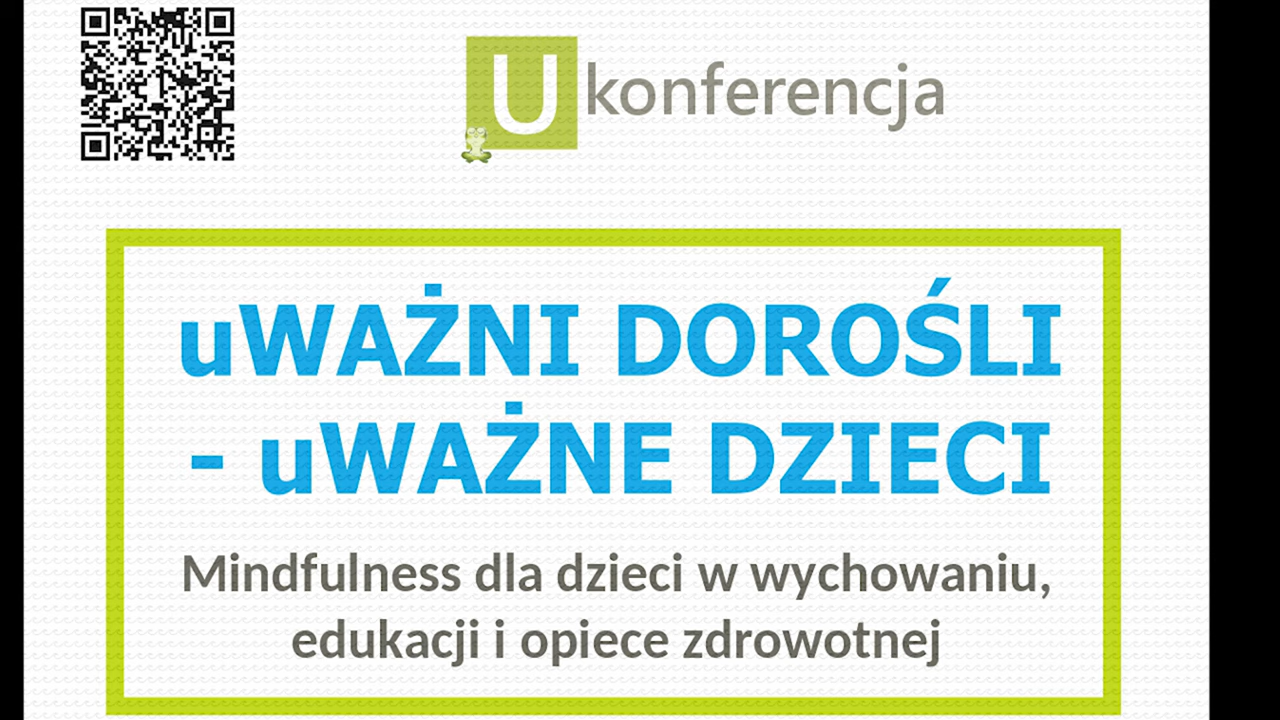 U konferencja
uWAŻNI DOROŚLI
- uWAŻNE DZIECI
Mindfulness dla dzieci w wychowaniu,
edukacji i opiece zdrowotnej